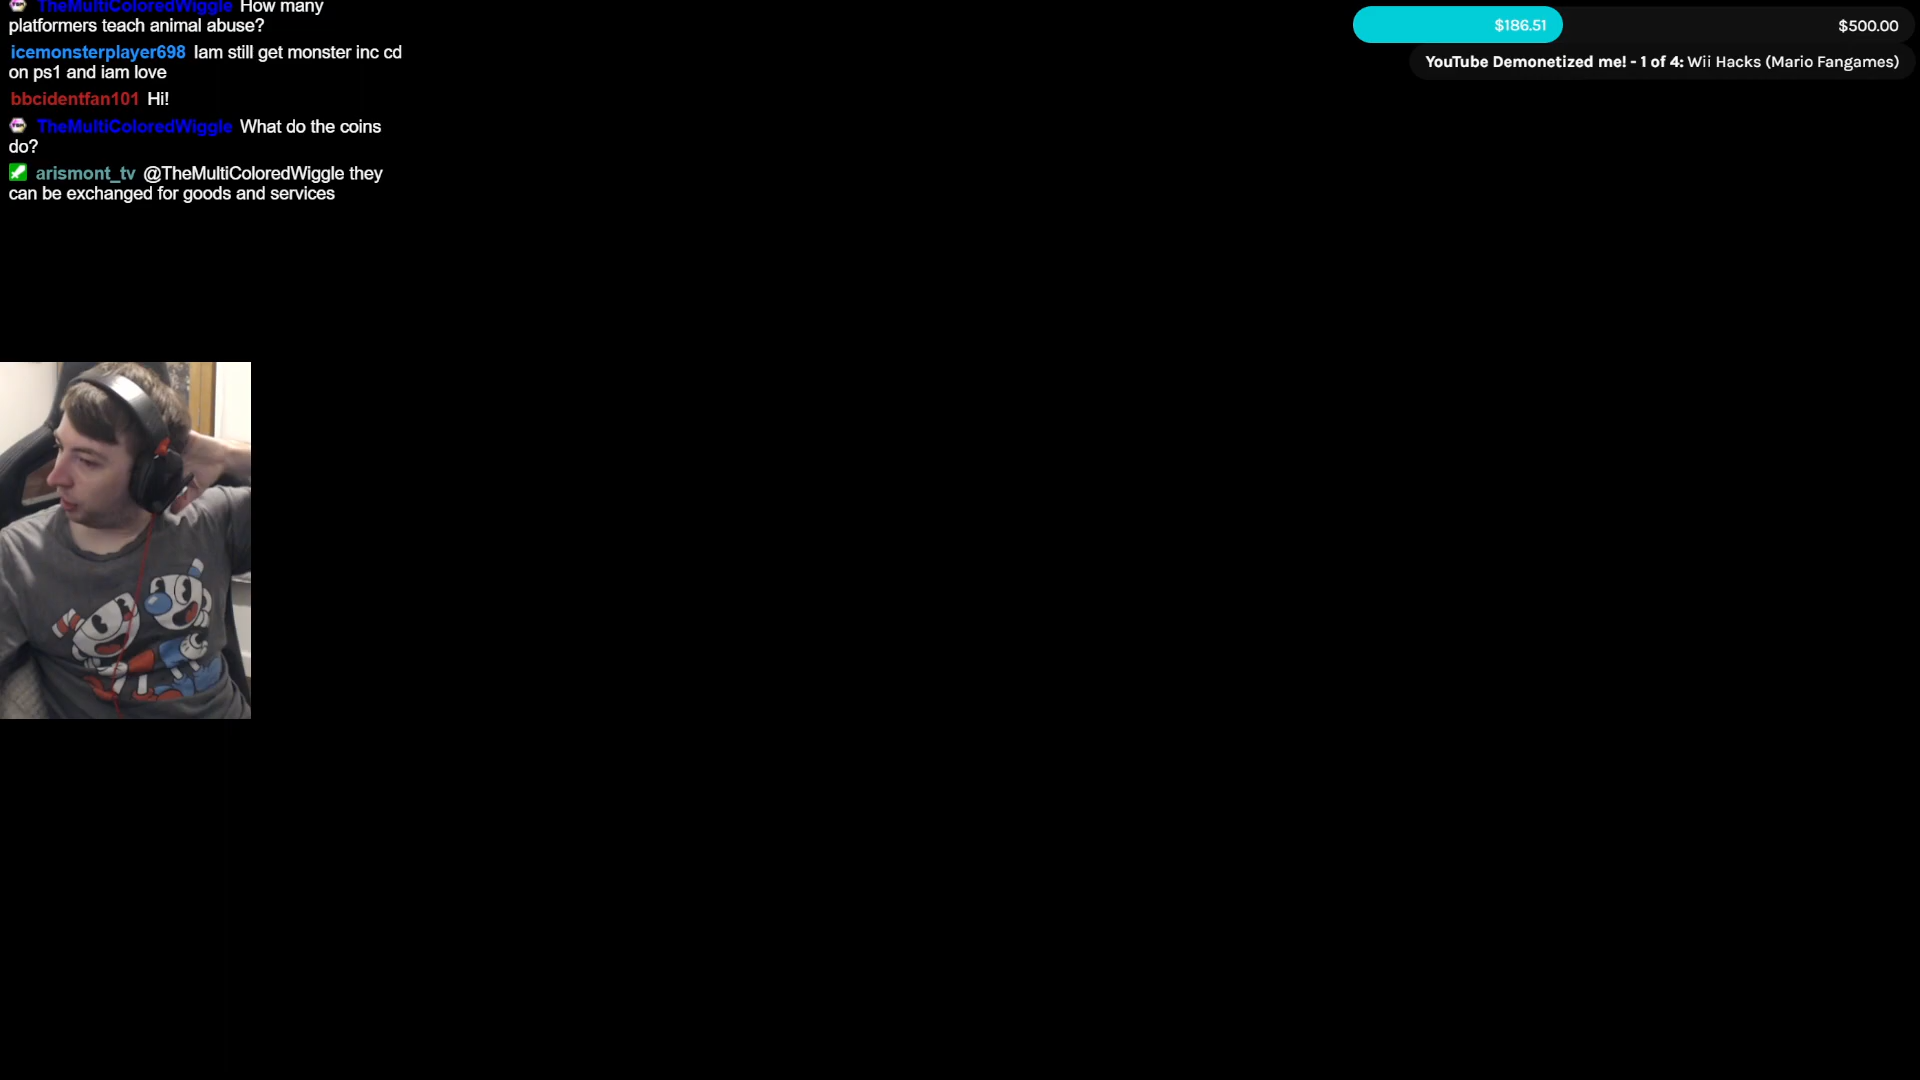 TheMultiColoredWiggle How many
platformers teach animal abuse?
icemonsterplayer698 Iam still get monster inc cd
on ps1 and iam love
bbcidentfan101 Hi!
TheMultiColoredWiggle What do the coins
do?
arismont_tv @TheMultiColoredWiggle they
can be exchanged for goods and services
$186.51 $500.00
YouTube Demonetized me! - 1 of 4: Wii Hacks (Mario Fangames)